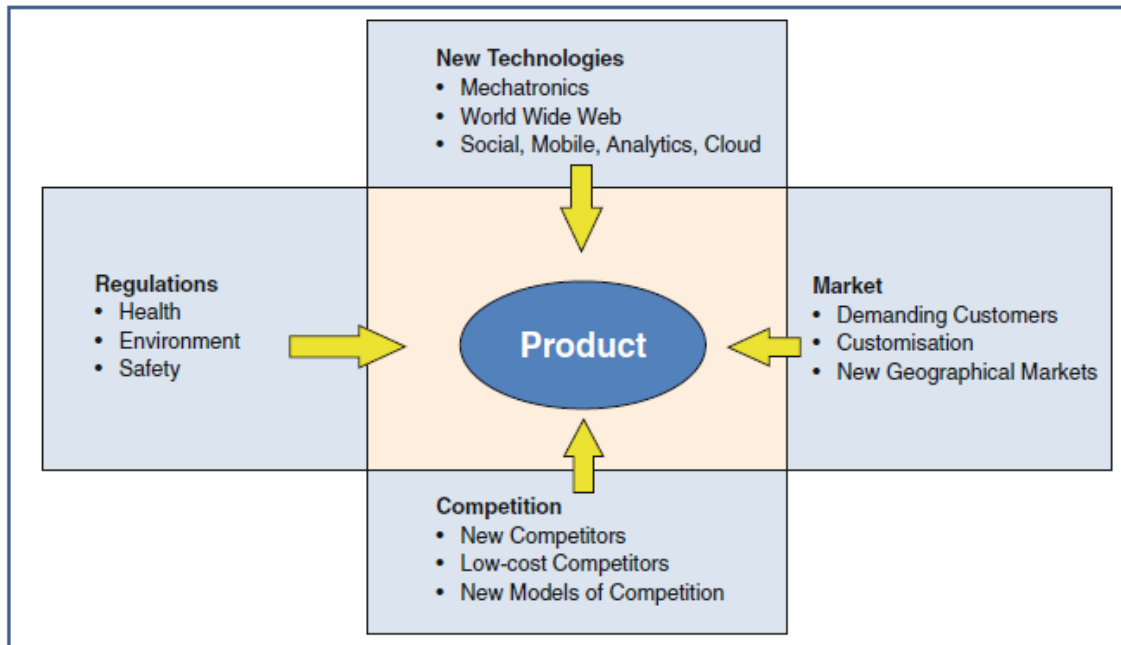 New Technologies
• Mechatronics
• World Wide Web
• Social, Mobile, Analytics, Cloud
Regulations
• Health
• Environment
• Safety
Product
Market
• Demanding Customers
• Customisation
• New Geographical Markets
Competition
• New Competitors
• Low-cost Competitors
• New Models of Competition